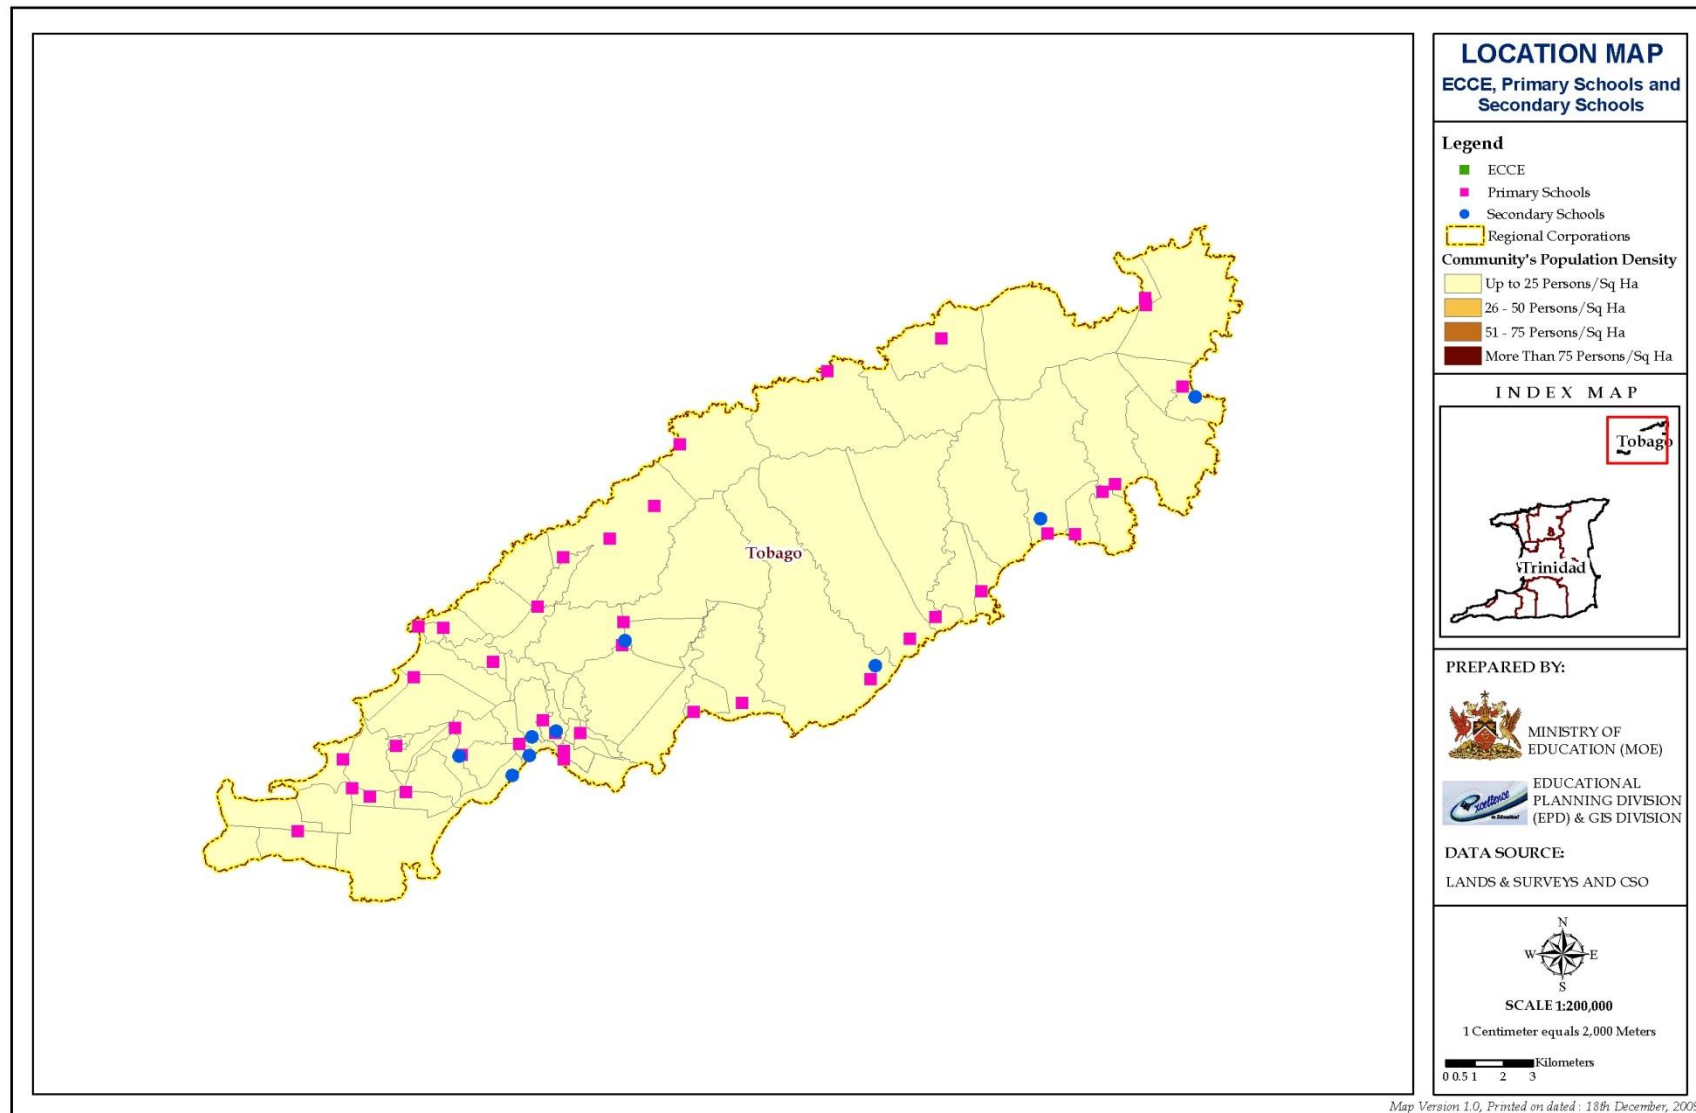 LOCATION MAP
ECCE, Primary Schools and
Secondary Schools
Legend
ECCE
Primary Schools
Secondary Schools
Regional Corporations
Community's Population Density
Up to 25 Persons/Sq Ha
26 - 50 Persons/Sq Ha
51 - 75 Persons/Sq Ha
More Than 75 Persons/Sq Ha
INDEX MAP
Tobago
Trinidad
Tobago
PREPARED BY:
MINISTRY OF
EDUCATION (MOE)
Excellence
in Education!
EDUCATIONAL
PLANNING DIVISION
(EPD) & GIS DIVISION
DATA SOURCE:
LANDS & SURVEYS AND CSO
N
W E
S
SCALE 1:200,000
1 Centimeter equals 2,000 Meters
Kilometers
0 0.5 1 2 3
Map Version 1.0, Printed on dated : 18th December, 2009